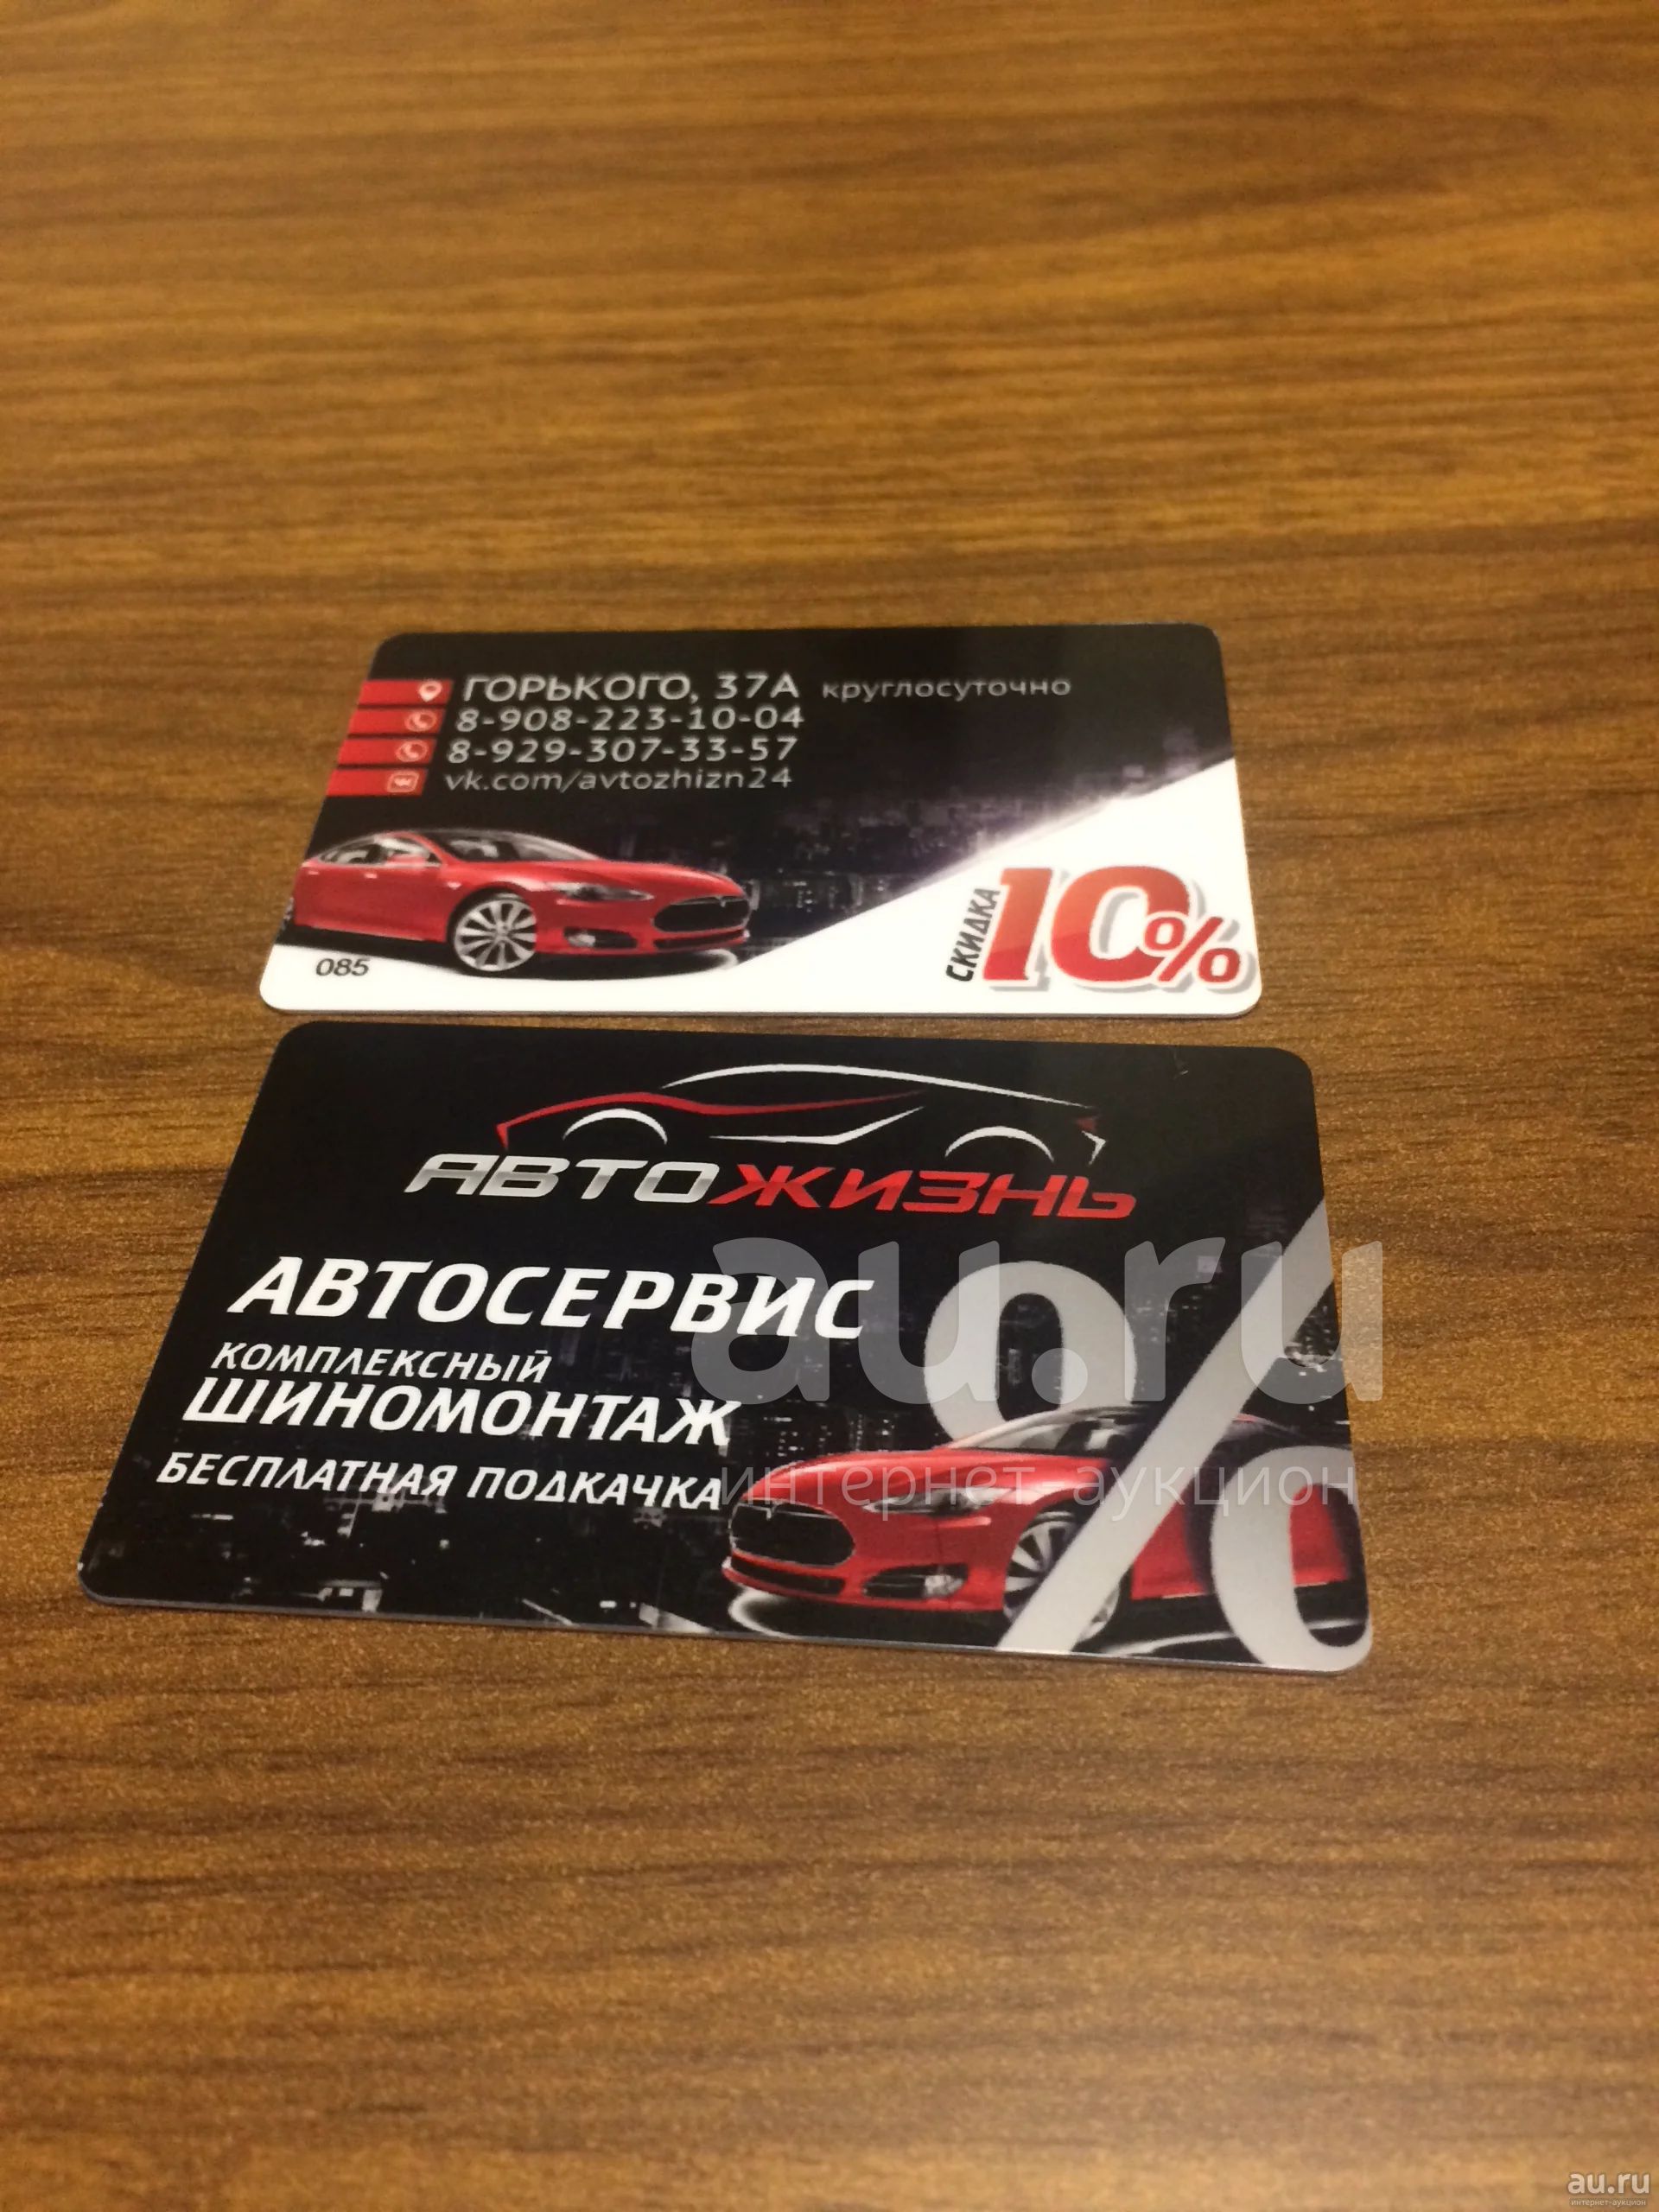 ГОРЬКОГО, 37А круглосуточно
8-908-223-10-04
8-929-307-33-57
vk.com/avtozhizn24
СКИДКА 10%
085
АВТОЖИЗНЬ
АВТОСЕРВИС
КОМПЛЕКСНЫЙ
ШИНОМОНТАЖ
БЕСПЛАТНАЯ ПОДКАЧКА
%
au.ru
интернет аукцион
au.ru
интернет-аукцион